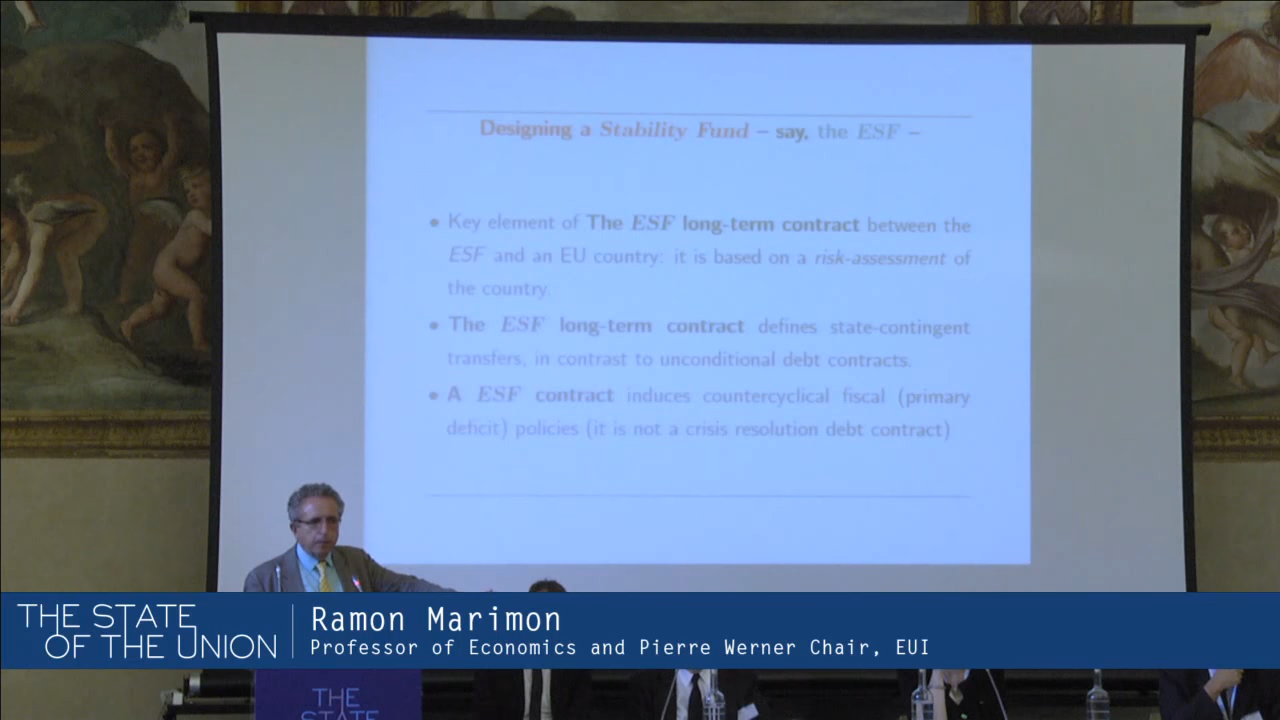 Designing a Stability Fund – say, the ESF –
• Key element of The ESF long-term contract between the
ESF and an EU country: it is based on a risk-assessment of
the country.
• The ESF long-term contract defines state-contingent
transfers, in contrast to unconditional debt contracts.
• A ESF contract induces countercyclical fiscal (primary
deficit) policies (it is not a crisis resolution debt contract)
THE STATE
OF THE UNION
Ramon Marimon
Professor of Economics and Pierre Werner Chair, EUI
THE
STATE